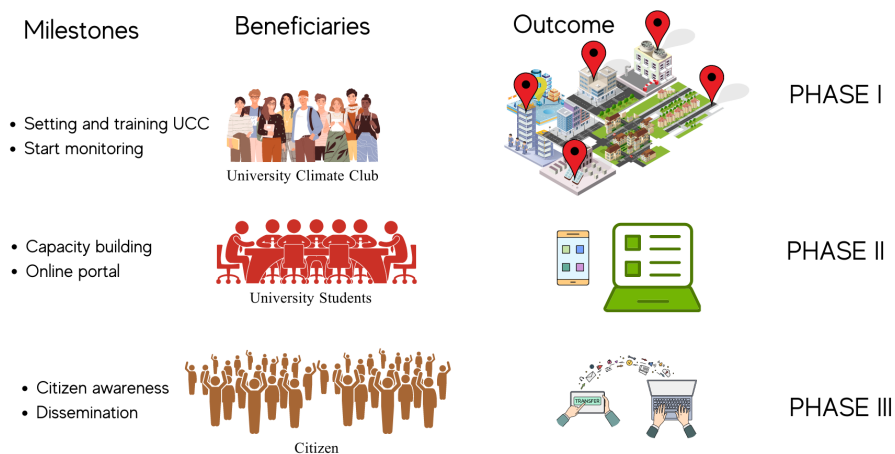 Milestones
Beneficiaries
Outcome
PHASE I
• Setting and training UCC
• Start monitoring
University Climate Club
PHASE II
• Capacity building
• Online portal
University Students
PHASE III
• Citizen awareness
• Dissemination
TRANSFER
Citizen